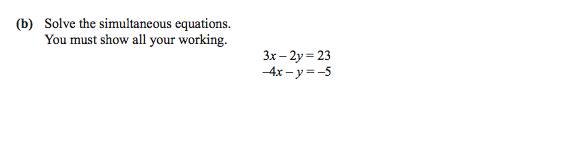 (b) Solve the simultaneous equations.
You must show all your working.
3x – 2y = 23
–4x – y = –5